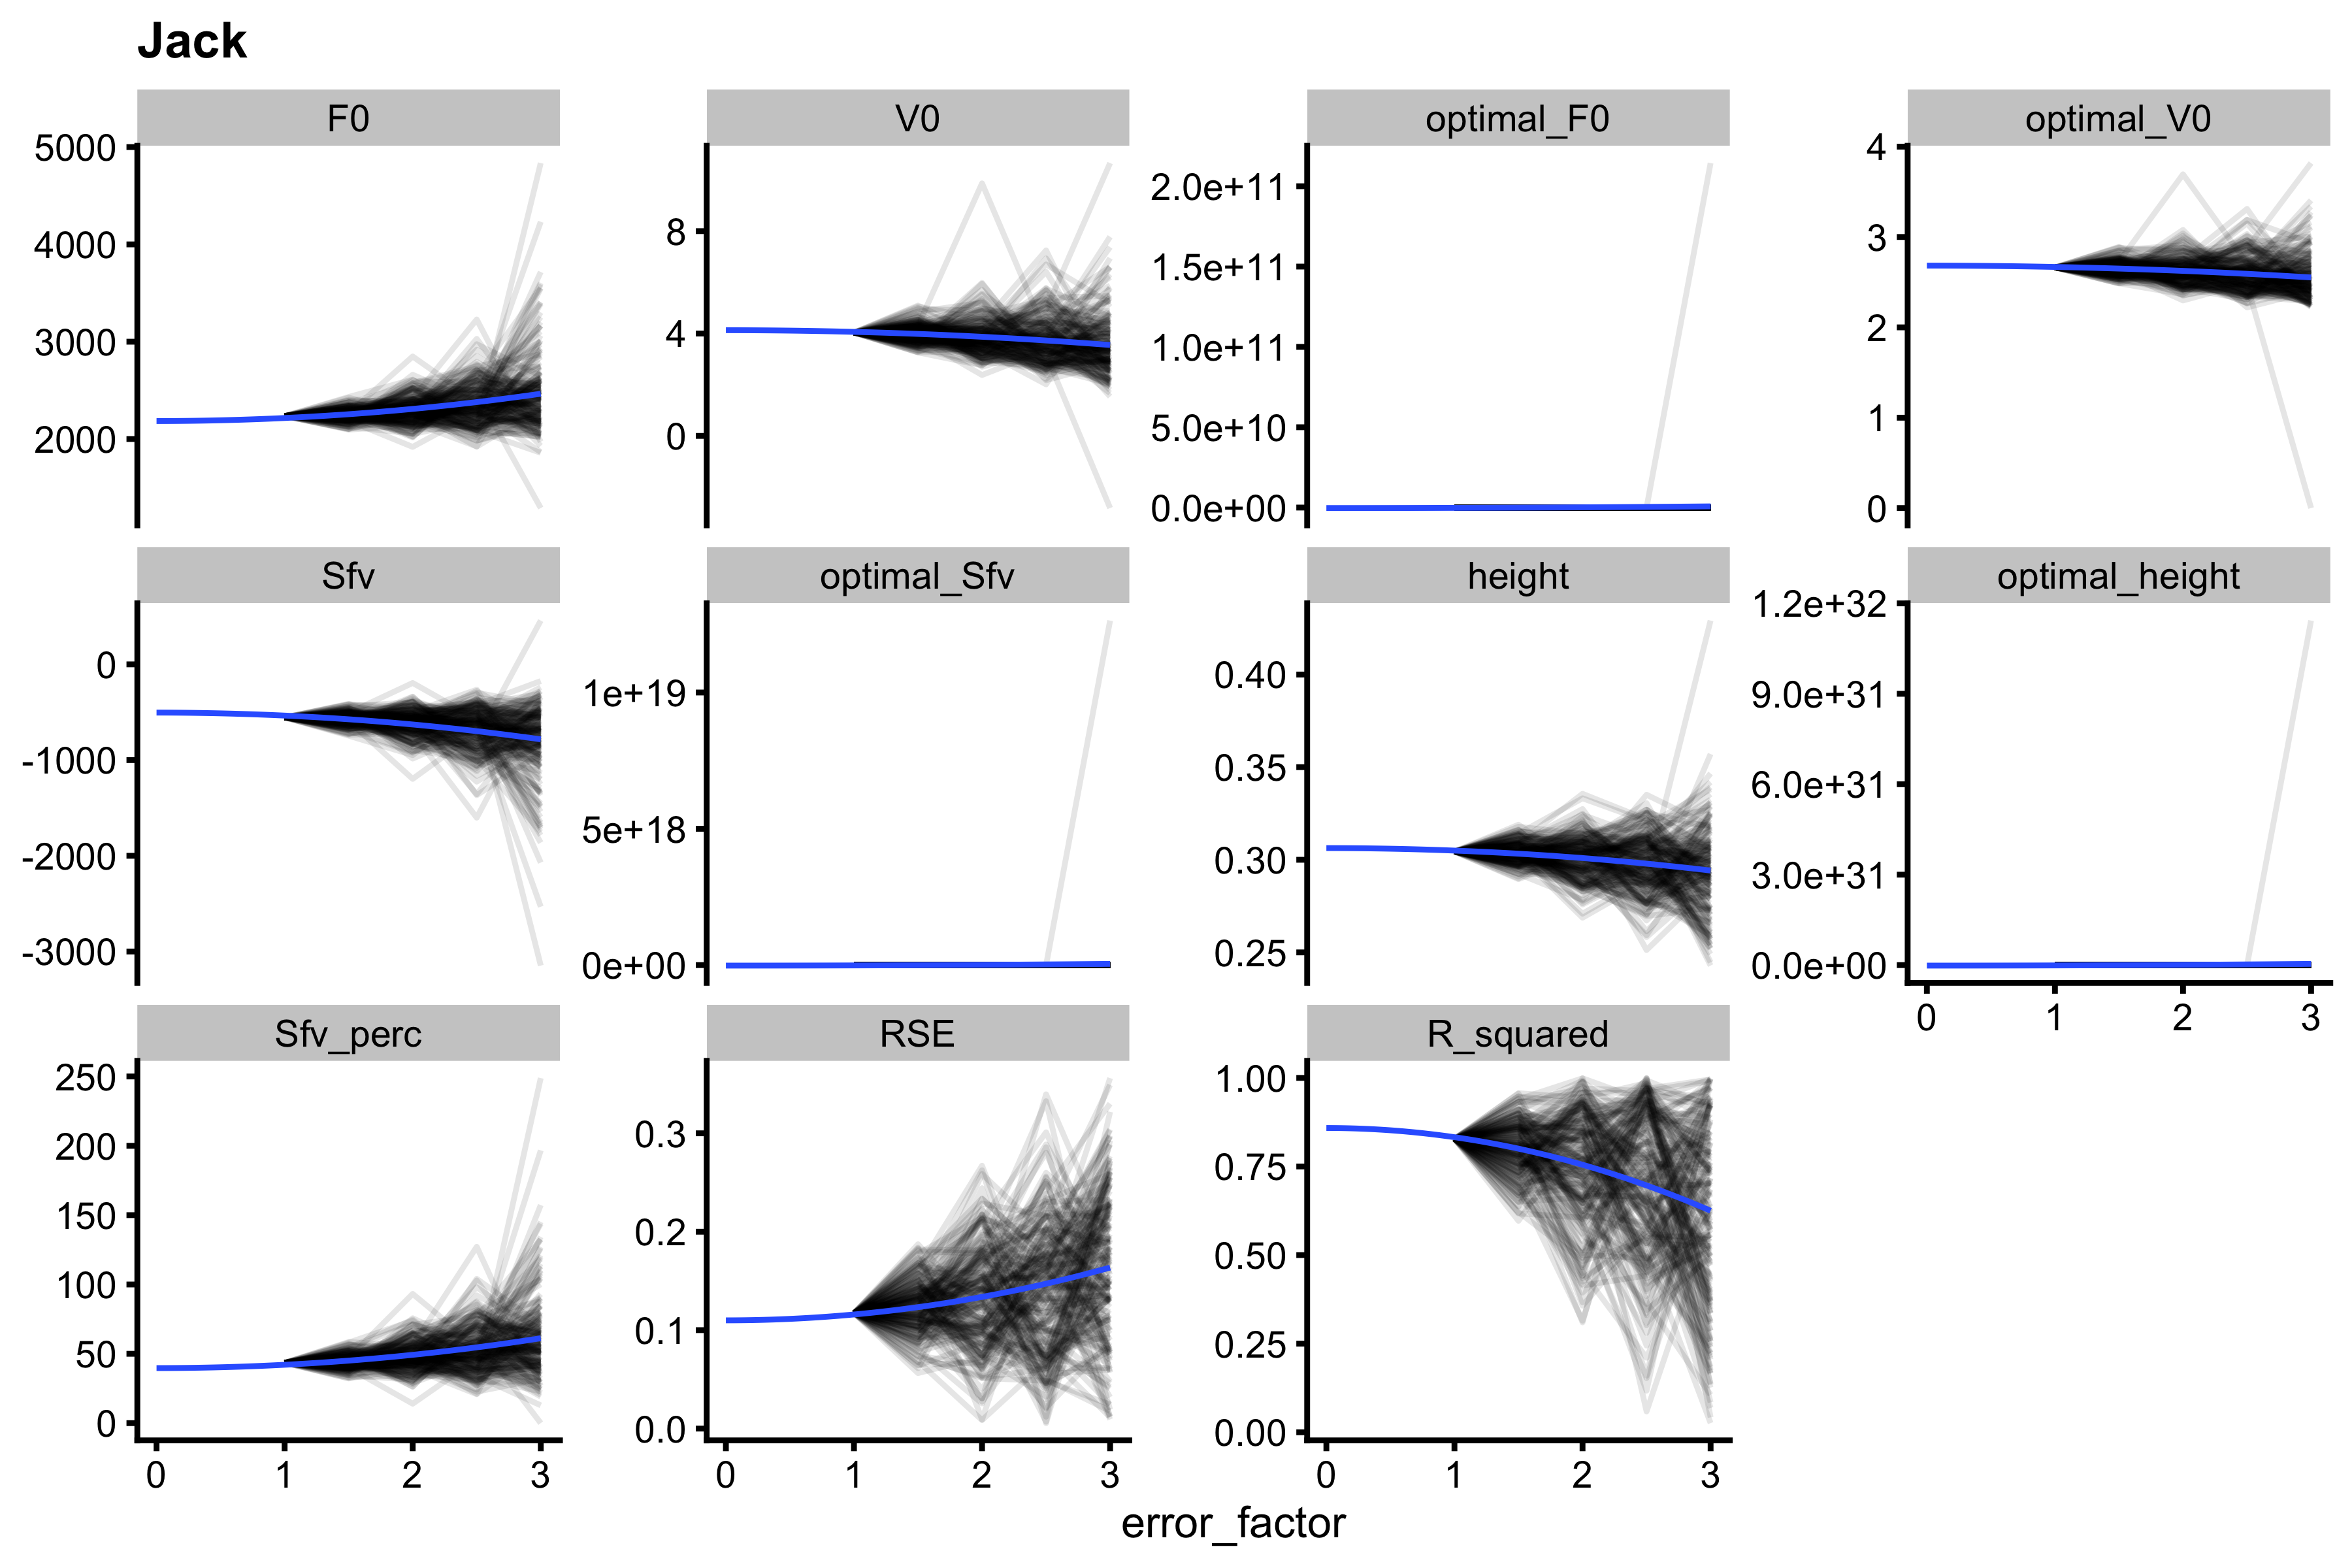 Jack
F0
V0
optimal_F0
optimal_V0
5000
4000
3000
2000
8
4
0
2.0e+11
1.5e+11
1.0e+11
5.0e+10
0.0e+00
4
3
2
1
0
Sfv
optimal_Sfv
height
optimal_height
0
-1000
-2000
-3000
1e+19
5e+18
0e+00
0.40
0.35
0.30
0.25
1.2e+32
9.0e+31
6.0e+31
3.0e+31
0.0e+00
0 1 2 3
Sfv_perc
RSE
R_squared
250
200
150
100
50
0
0.3
0.2
0.1
0.0
1.00
0.75
0.50
0.25
0.00
0 1 2 3
0 1 2 3
0 1 2 3
error_factor